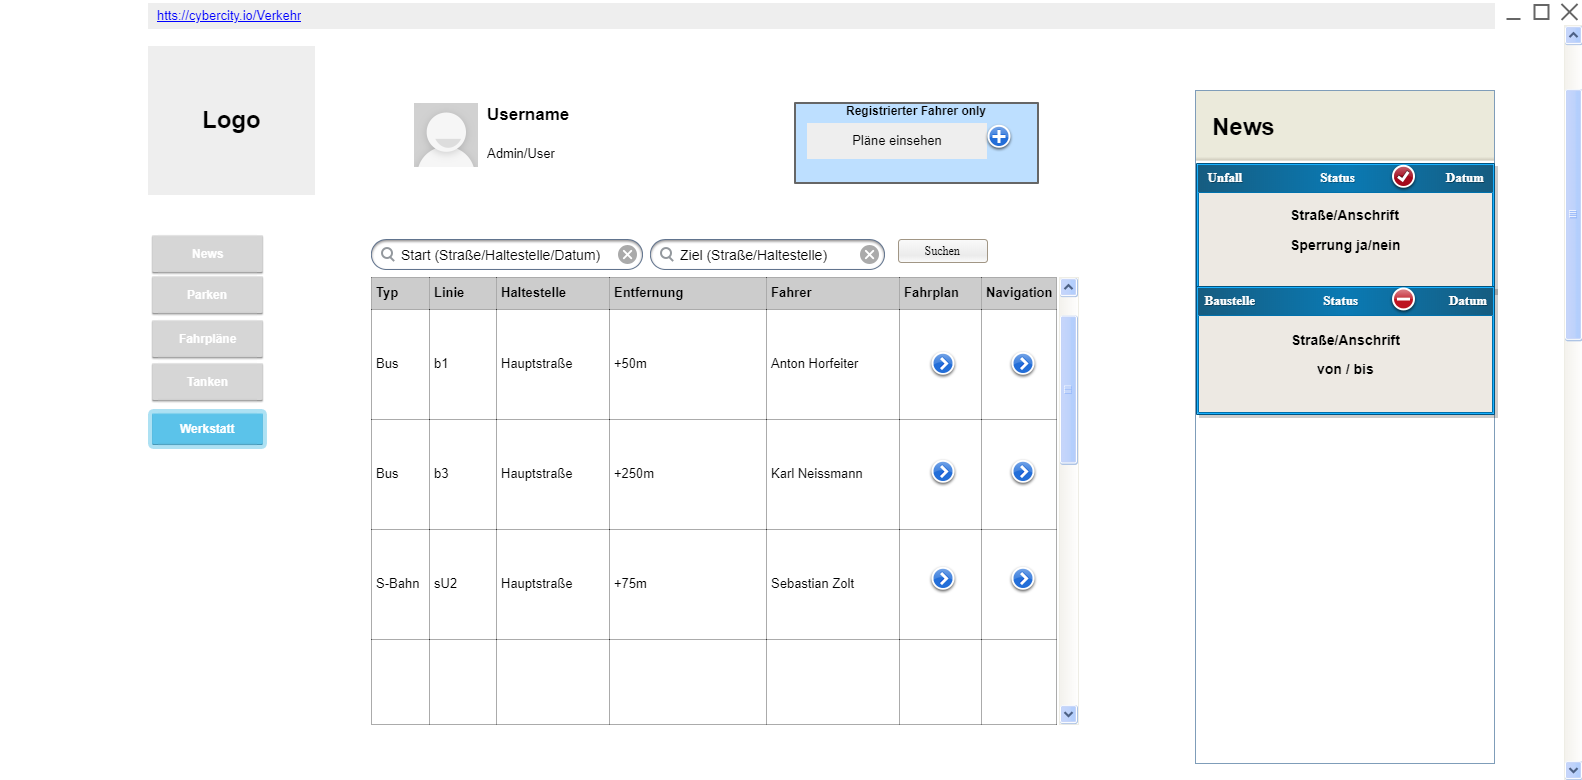 htts://cybercity.io/Verkehr
Logo
Username
Admin/User
Registrierter Fahrer only
Pläne einsehen
News
Parken
Fahrpläne
Tanken
Werkstatt
Start (Straße/Haltestelle/Datum)
Ziel (Straße/Haltestelle)
Suchen
Typ Linie Haltestelle Entfernung Fahrer Fahrplan Navigation
Bus b1 Hauptstraße +50m Anton Horfeiter
Bus b3 Hauptstraße +250m Karl Neissmann
S-Bahn sU2 Hauptstraße +75m Sebastian Zolt
News
Unfall Status Datum
Straße/Anschrift
Sperrung ja/nein
Baustelle Status Datum
Straße/Anschrift
von / bis